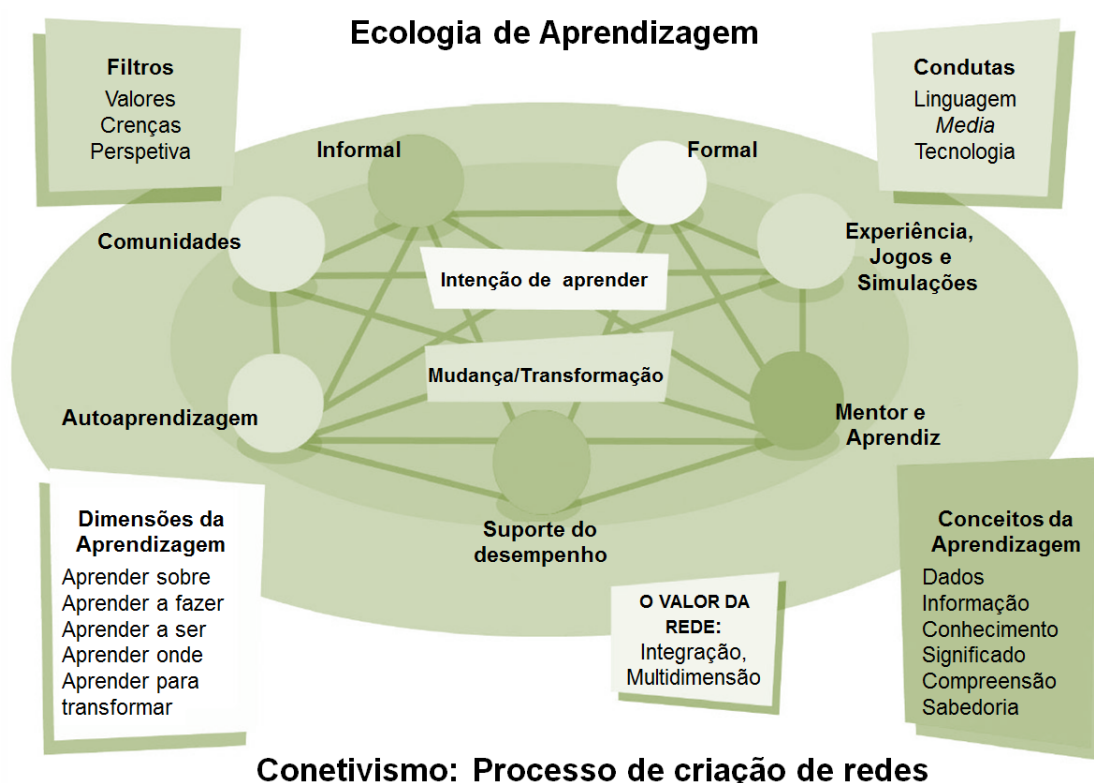 Ecologia de Aprendizagem
Filtros
Valores
Crenças
Perspetiva
Condutas
Linguagem
Media
Tecnologia
Informal
Formal
Comunidades
Experiência,
Jogos e
Simulações
Intenção de aprender
Mudança/Transformação
Autoaprendizagem
Mentor e
Aprendiz
Suporte do
desempenho
Dimensões da
Aprendizagem
Aprender sobre
Aprender a fazer
Aprender a ser
Aprender onde
Aprender para
transformar
O VALOR DA
REDE:
Integração,
Multidimensão
Conceitos da
Aprendizagem
Dados
Informação
Conhecimento
Significado
Compreensão
Sabedoria
Conetivismo: Processo de criação de redes